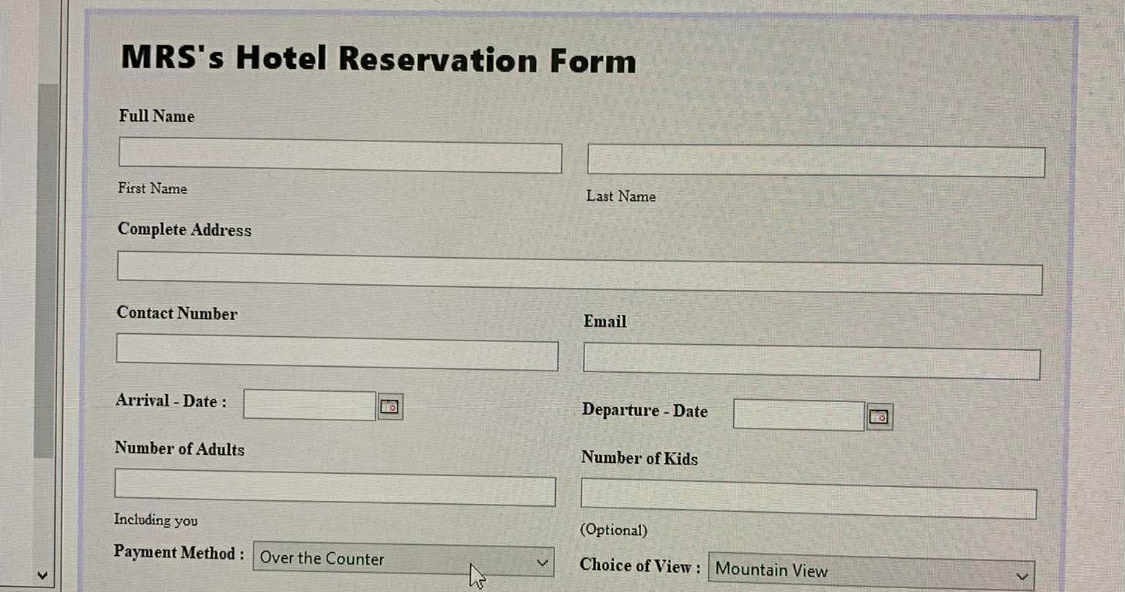 MRS's Hotel Reservation Form
Full Name
First Name
Last Name
Complete Address
Contact Number
Email
Arrival - Date :
Departure - Date
Number of Adults
Number of Kids
Including you
(Optional)
Payment Method : Over the Counter
Choice of View : Mountain View